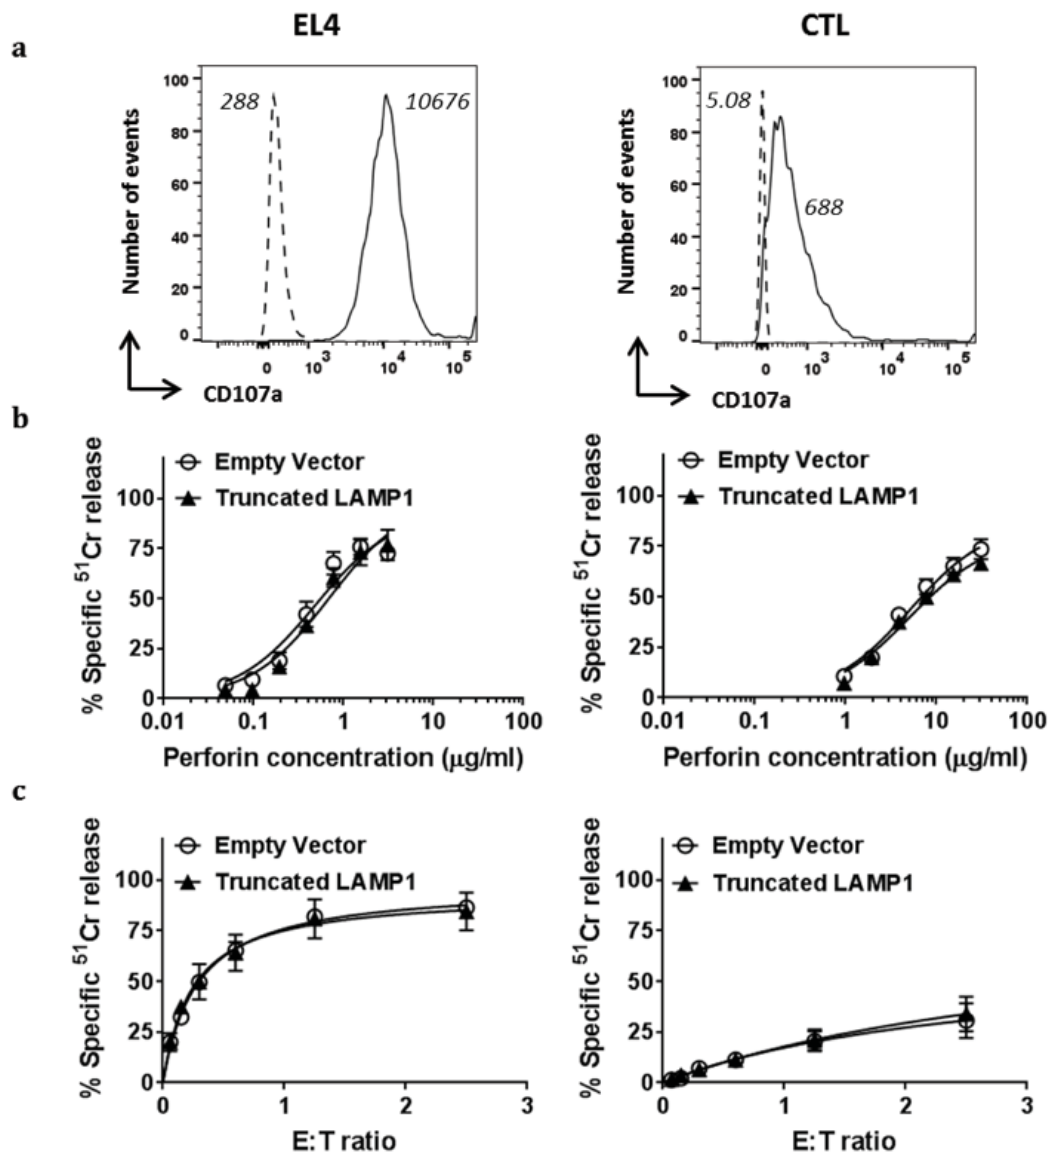 EL4
CTL
a
100
80
60
40
20
0
Number of events
288
10676
0
10³
10⁴
10⁵
CD107a
100
80
60
40
20
0
Number of events
5.08
688
0
10³
10⁴
10⁵
CD107a
b
% Specific ⁵¹Cr release
Empty Vector
Truncated LAMP1
100
75
50
25
0
0.01
0.1
1
10
100
Perforin concentration (μg/ml)
% Specific ⁵¹Cr release
Empty Vector
Truncated LAMP1
100
75
50
25
0
0.01
0.1
1
10
100
Perforin concentration (μg/ml)
c
% Specific ⁵¹Cr release
Empty Vector
Truncated LAMP1
100
75
50
25
0
0
1
2
3
E:T ratio
% Specific ⁵¹Cr release
Empty Vector
Truncated LAMP1
100
75
50
25
0
0
1
2
3
E:T ratio